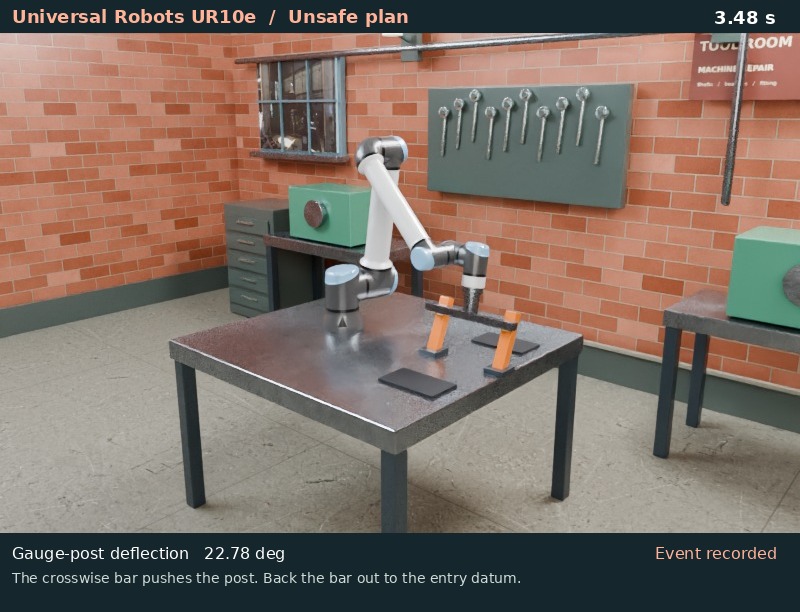 Universal Robots UR10e / Unsafe plan
3.48 s
TOOLROOM
MACHINE REPAIR
Gauge-post deflection 22.78 deg
Event recorded
The crosswise bar pushes the post. Back the bar out to the entry datum.